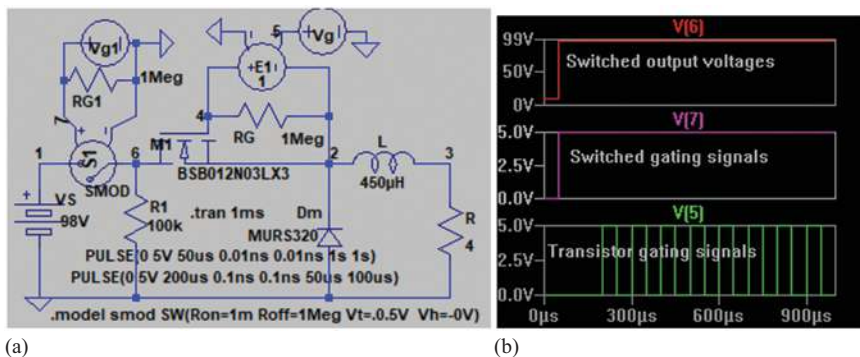 Vg1
5
Vg
+E1
1
1Meg
RG1
7
4
RG
1Meg
M1
L
1
S1
6
2
3
BSB012N03LX3
SMOD
450µH
VS
98V
R1
100k
.tran 1ms
Dm
MURS320
R
4
PULSE(0 5V 50us 0.01ns 0.01ns 1s 1s)
PULSE(0 5V 200us 0.1ns 0.1ns 50us 100us)
.model smod SW(Ron=1m Roff=1Meg Vt=.0.5V Vh=-0V)
(a)
V(6)
99V
Switched output voltages
50V
0V
V(7)
5.0V
Switched gating signals
2.5V
0.0V
V(5)
5.0V
Transistor gating signals
2.5V
0.0V
0µs 300µs 600µs 900µs
(b)